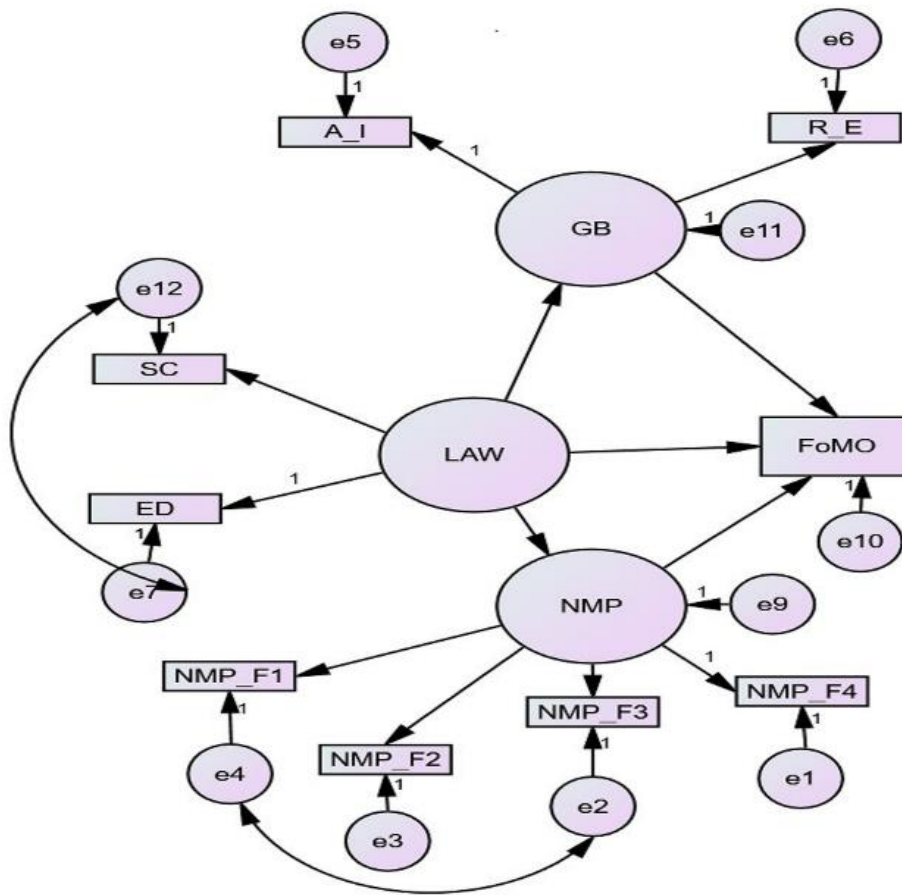 e5
e6
1
1
A_I
R_E
1
GB
1
e11
e12
1
SC
LAW
FoMO
1
ED
1
1
e10
e7
NMP
1
e9
NMP_F1
1
NMP_F4
NMP_F3
1
1
NMP_F2
1
e4
1
e2
e1
e3